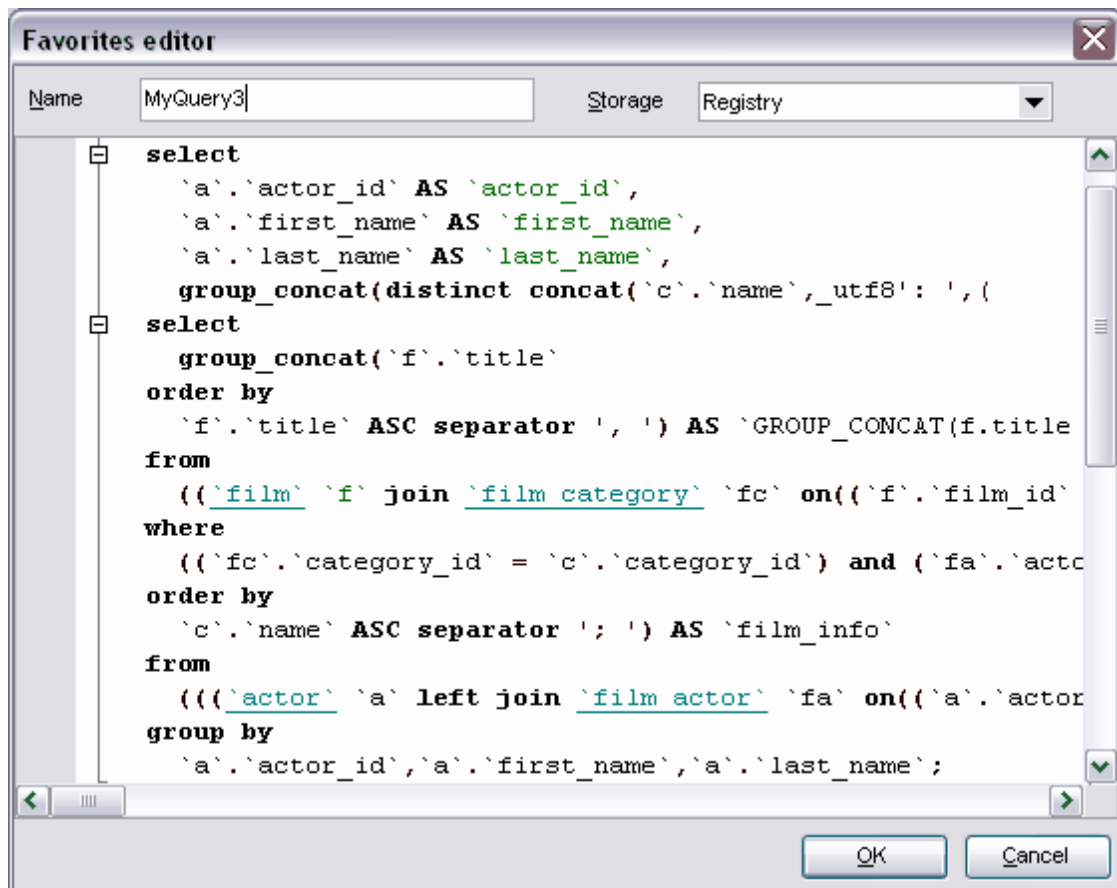 Favorites editor
Name MyQuery3 Storage Registry
select
`a`.`actor_id` AS `actor_id`,
`a`.`first_name` AS `first_name`,
`a`.`last_name` AS `last_name`,
group_concat(distinct concat(`c`.`name`,_utf8': ',(
select
group_concat(`f`.`title`
order by
`f`.`title` ASC separator ', ') AS `GROUP_CONCAT(f.title
from
((`film` `f` join `film_category` `fc` on((`f`.`film_id`
where
((`fc`.`category_id` = `c`.`category_id`) and (`fa`.`acto
order by
`c`.`name` ASC separator '; ') AS `film_info`
from
(((`actor` `a` left join `film_actor` `fa` on((`a`.`actor
group by
`a`.`actor_id`,`a`.`first_name`,`a`.`last_name`;
OK Cancel